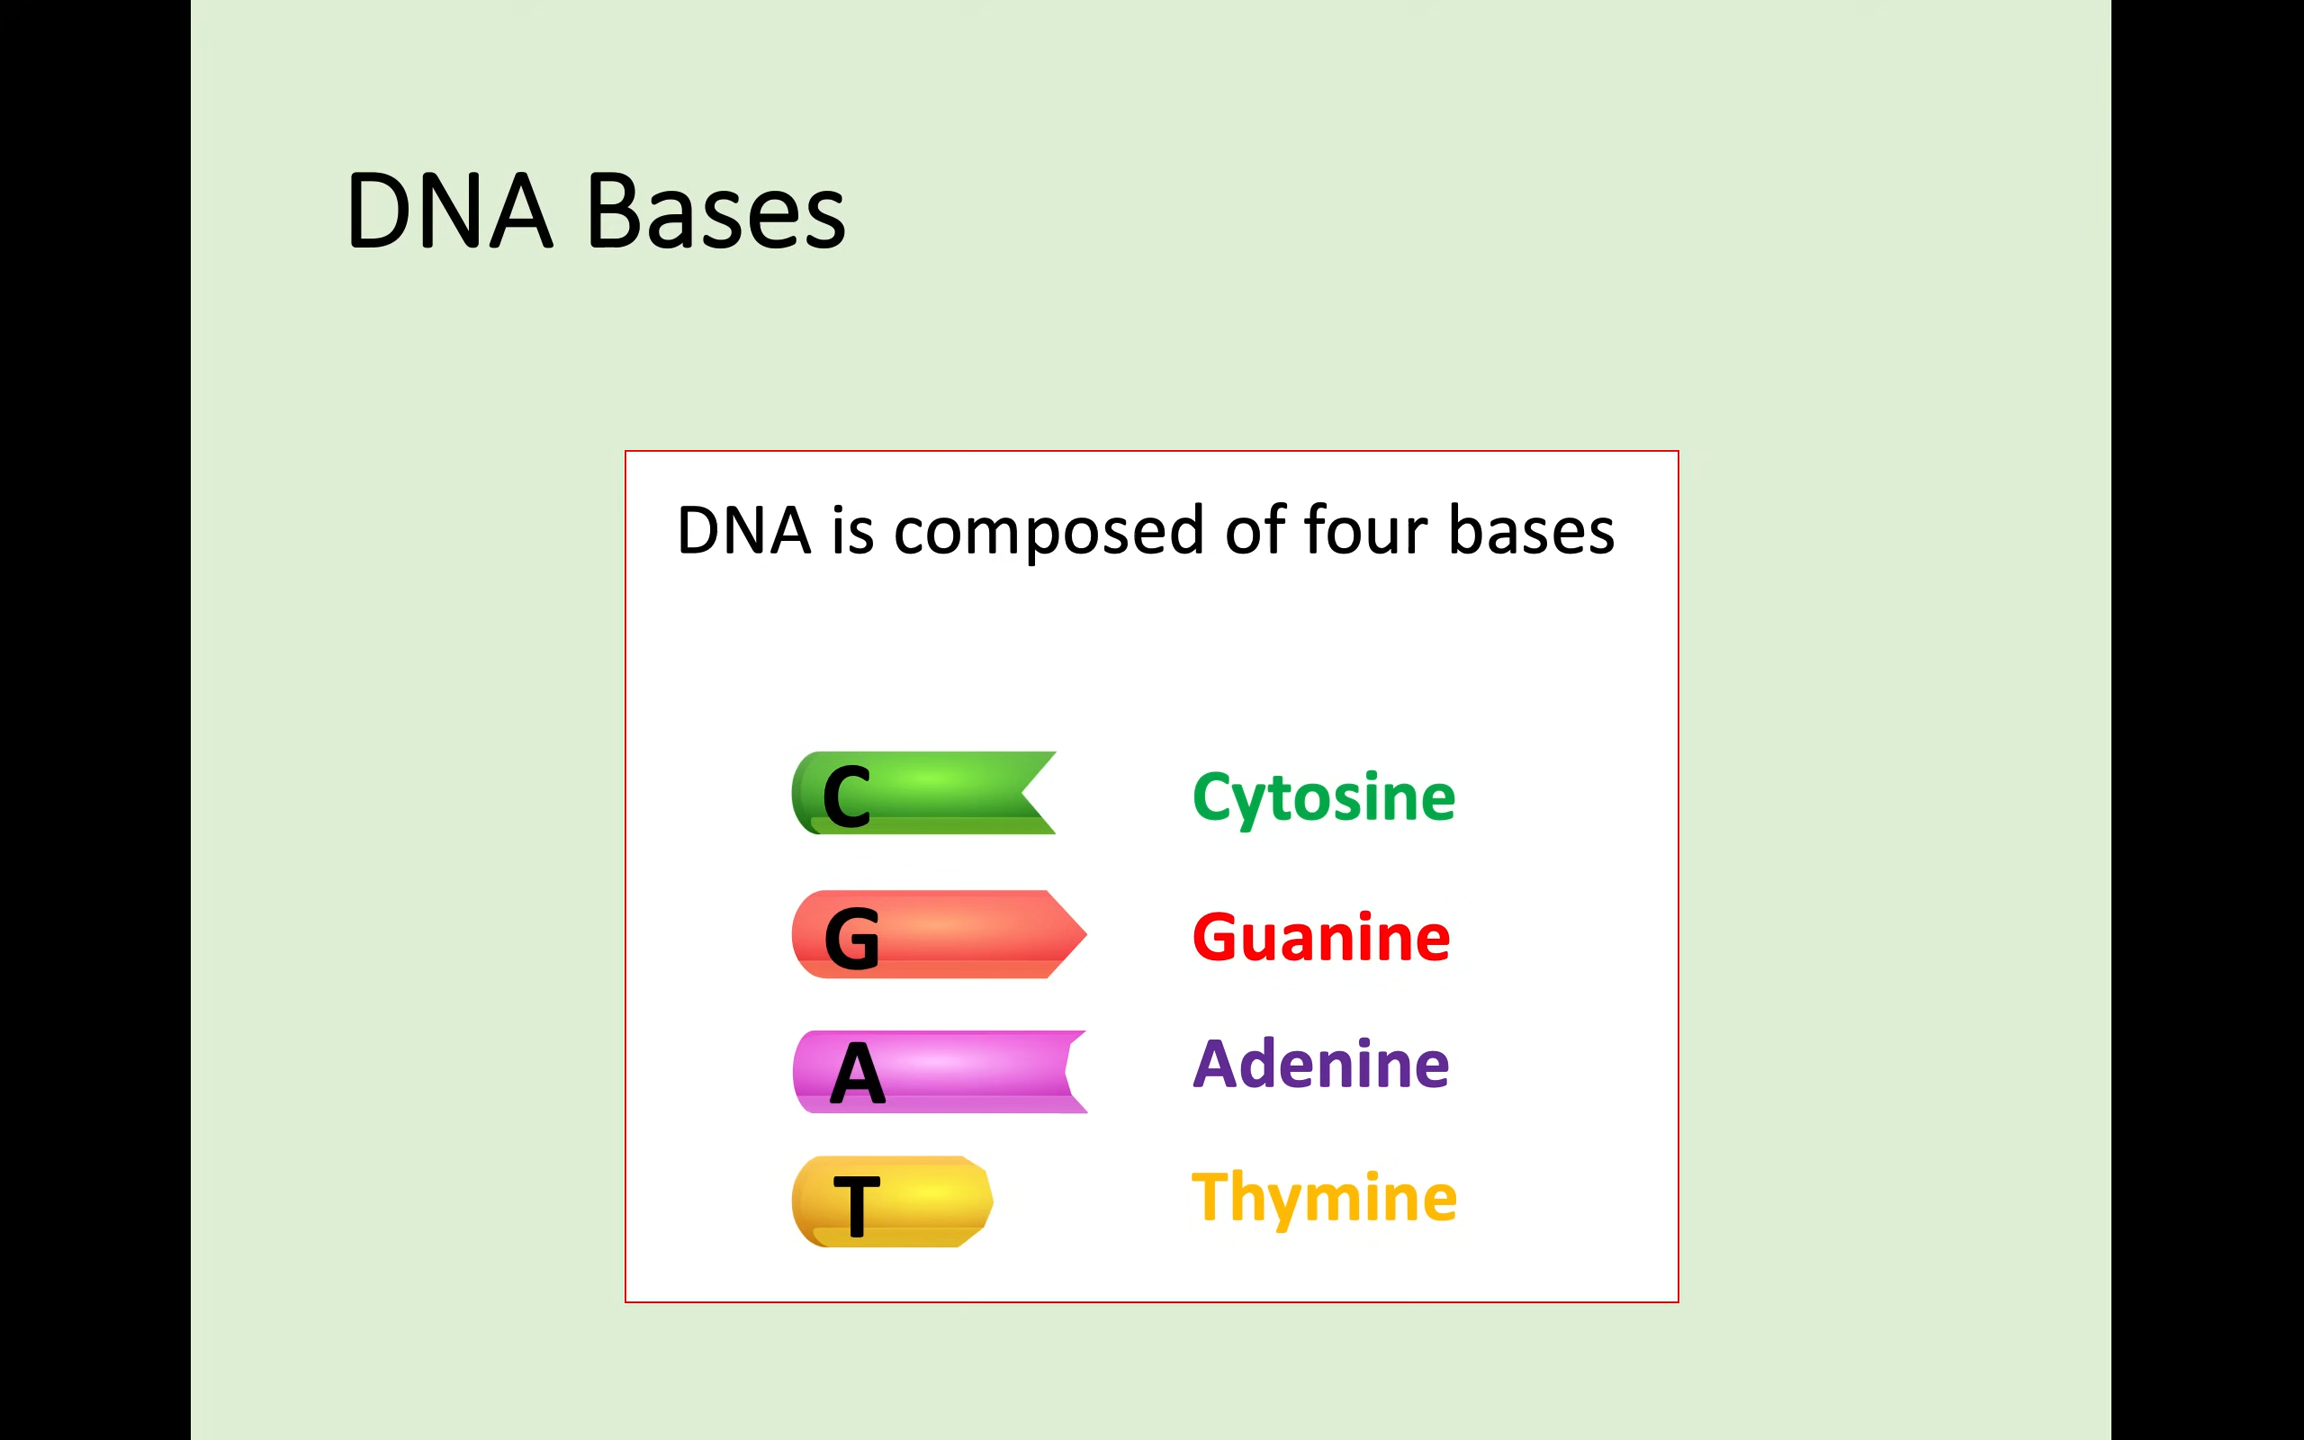 DNA Bases
DNA is composed of four bases
C Cytosine
G Guanine
A Adenine
T Thymine